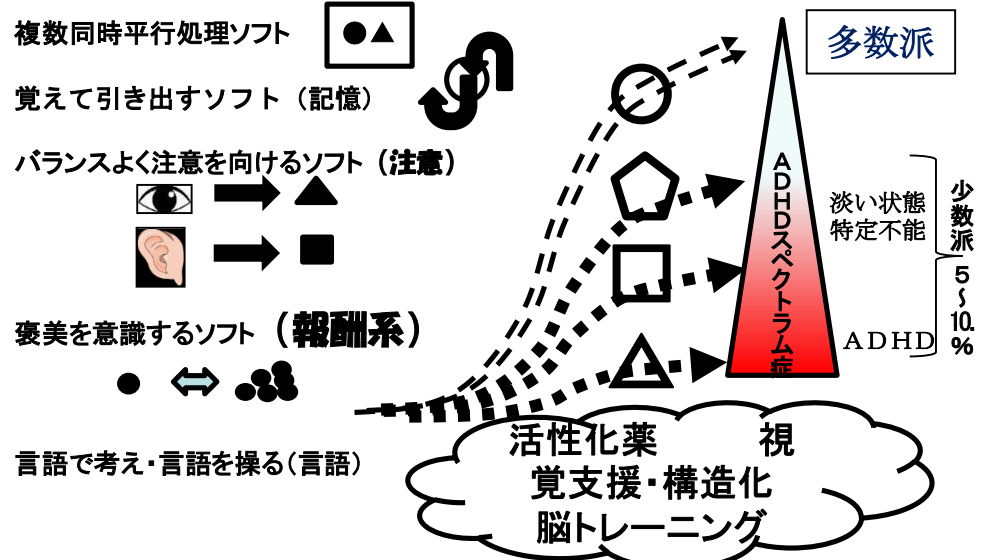 複数同時平行処理ソフト
覚えて引き出すソフト（記憶）
バランスよく注意を向けるソフト（注意）
褒美を意識するソフト（報酬系）
言語で考え・言語を操る（言語）
多数派
ADHDスペクトラム症
淡い状態
特定不能
ADHD
少数派 5～10.%
活性化薬 視
覚支援・構造化
脳トレーニング